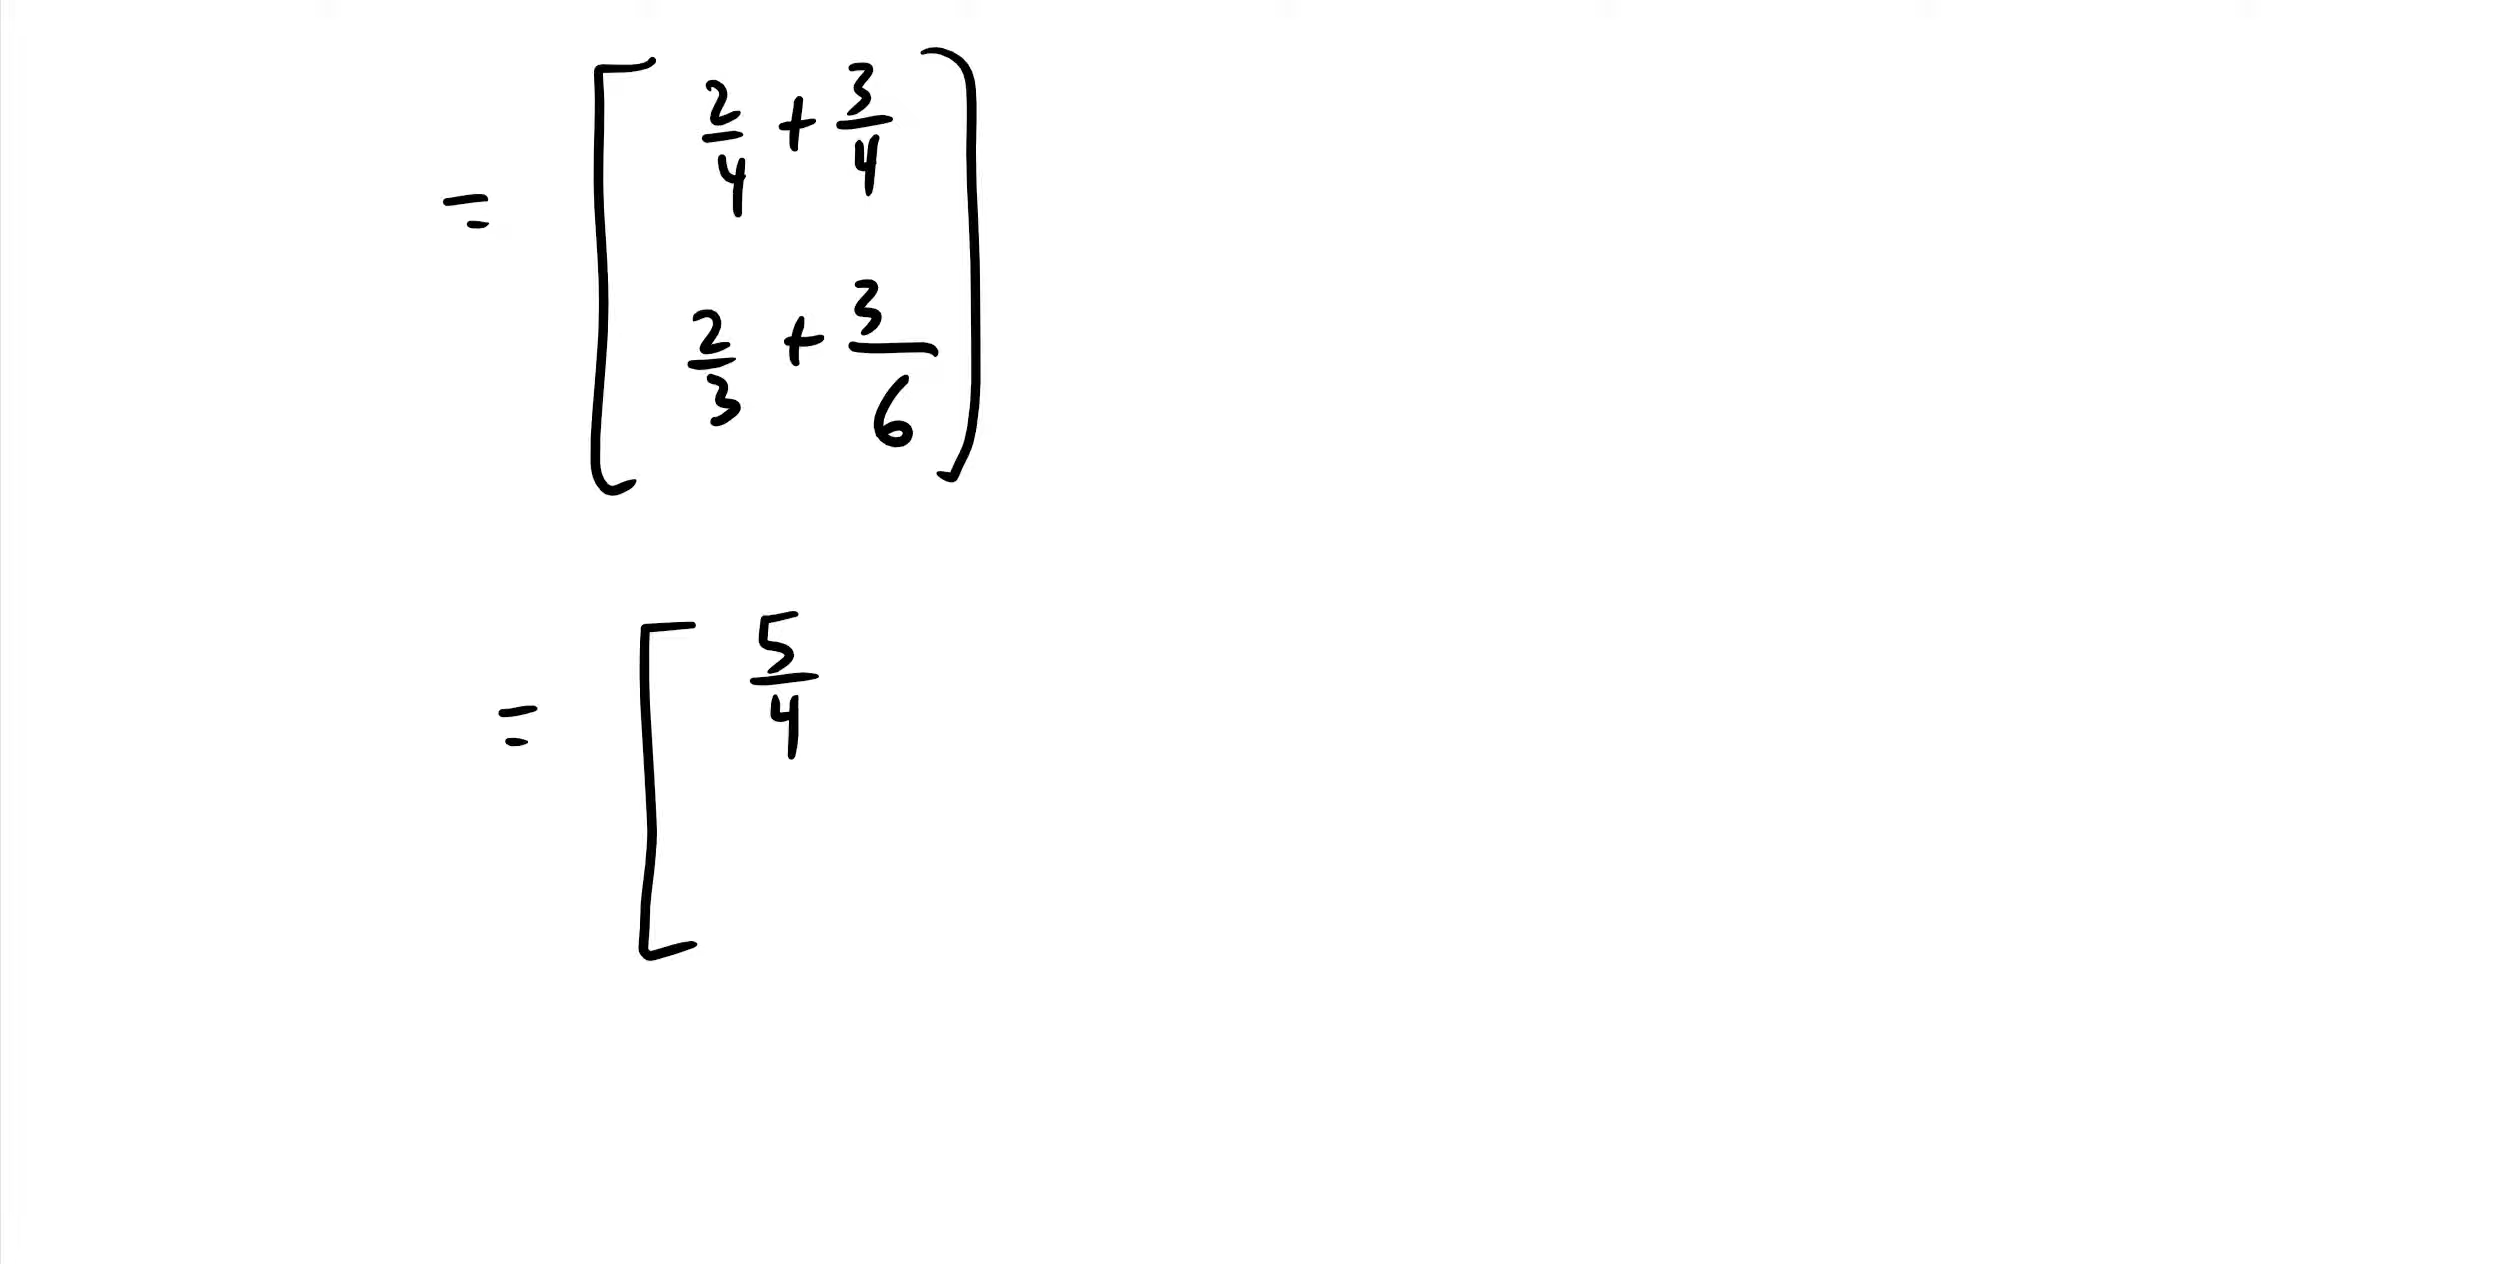 = [ 2/4 + 3/4
2/3 + 3/6 ]
= [ 5/4